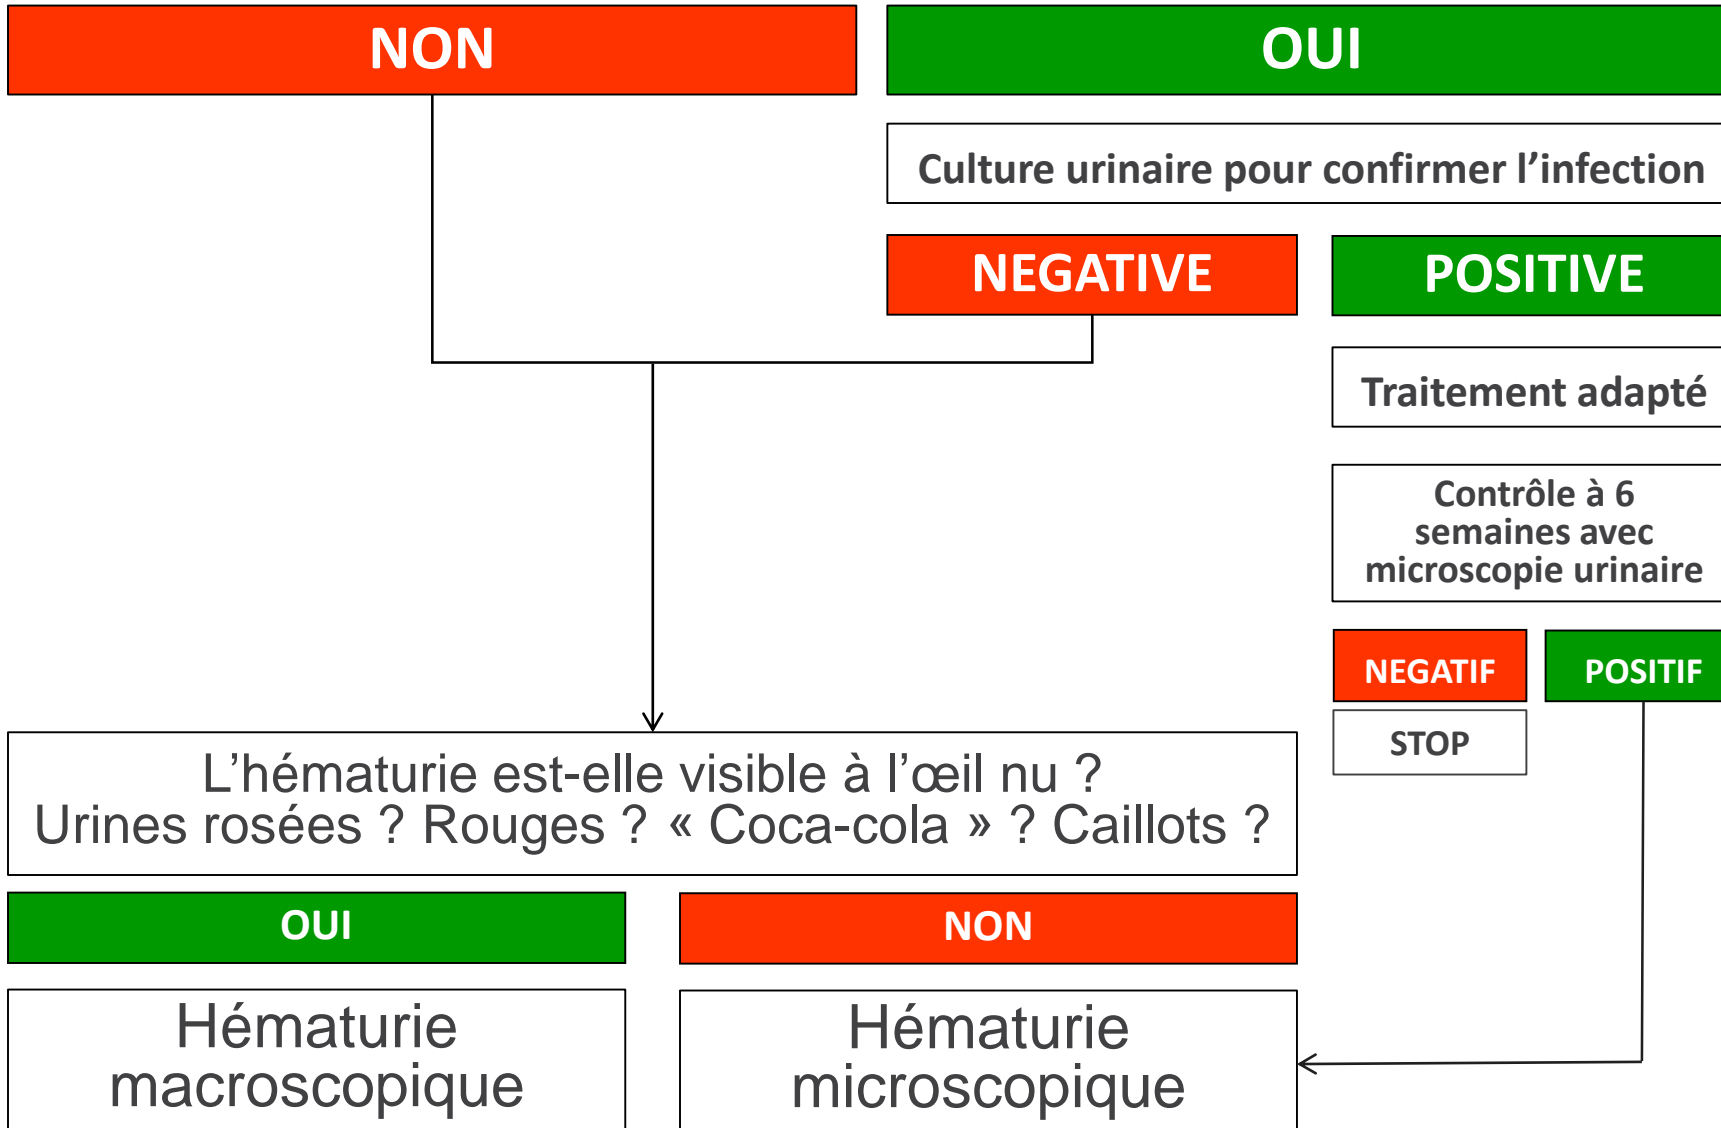 NON
OUI
Culture urinaire pour confirmer l’infection
NEGATIVE
POSITIVE
Traitement adapté
Contrôle à 6
semaines avec
microscopie urinaire
NEGATIF
POSITIF
STOP
L’hématurie est-elle visible à l’œil nu ?
Urines rosées ? Rouges ? « Coca-cola » ? Caillots ?
OUI
NON
Hématurie
macroscopique
Hématurie
microscopique